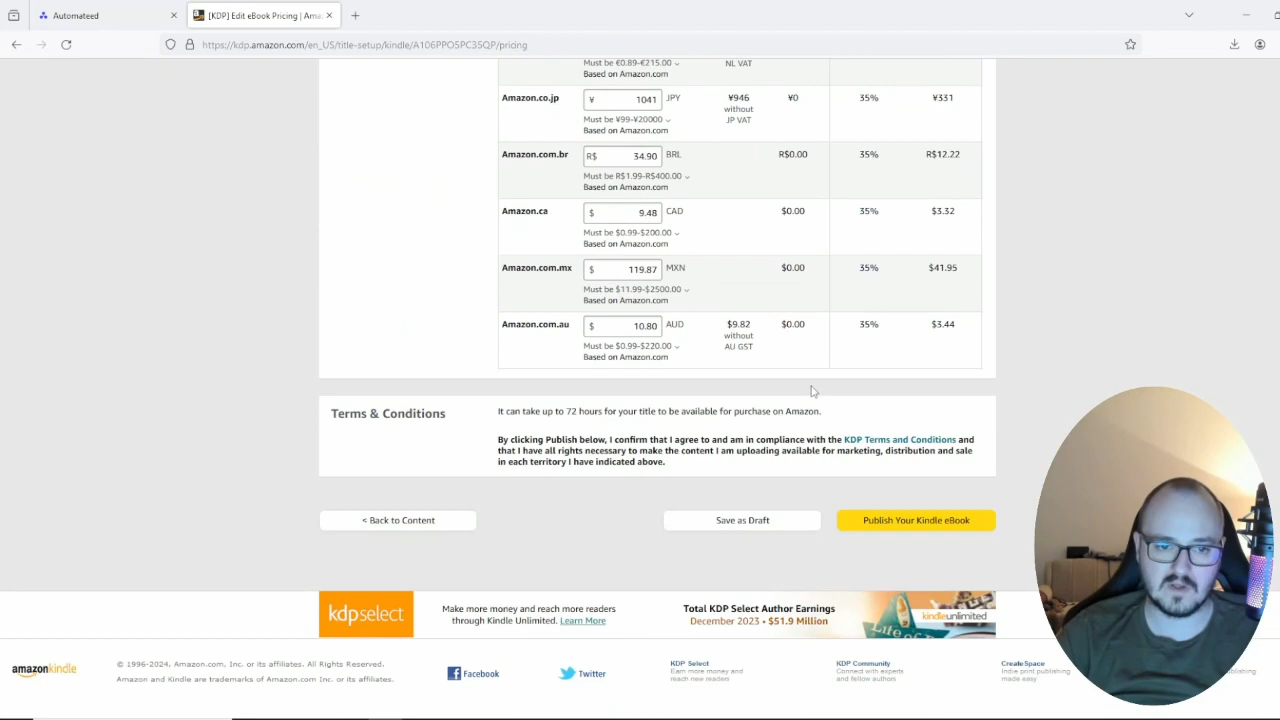 Automateed
[KDP] Edit eBook Pricing | Ama
https://kdp.amazon.com/en_US/title-setup/kindle/A106PPO5PC35QP/pricing
Must be €0.89-€215.00
NL VAT
Based on Amazon.com
Amazon.co.jp
¥ 1041 JPY
¥946
without
JP VAT
¥0
35%
¥331
Must be ¥99-¥20000
Based on Amazon.com
Amazon.com.br
R$ 34.90 BRL
R$0.00
35%
R$12.22
Must be R$1.99-R$400.00
Based on Amazon.com
Amazon.ca
$ 9.48 CAD
$0.00
35%
$3.32
Must be $0.99-$200.00
Based on Amazon.com
Amazon.com.mx
$ 119.87 MXN
$0.00
35%
$41.95
Must be $11.99-$2500.00
Based on Amazon.com
Amazon.com.au
$ 10.80 AUD
$9.82
without
AU GST
$0.00
35%
$3.44
Must be $0.99-$220.00
Based on Amazon.com
Terms & Conditions
It can take up to 72 hours for your title to be available for purchase on Amazon.
By clicking Publish below, I confirm that I agree to and am in compliance with the KDP Terms and Conditions and
that I have all rights necessary to make the content I am uploading available for marketing, distribution and sale
in each territory I have indicated above.
< Back to Content
Save as Draft
Publish Your Kindle eBook
kdpselect
Make more money and reach more readers
through Kindle Unlimited. Learn More
Total KDP Select Author Earnings
December 2023 • $51.9 Million
kindleunlimited
Life of
amazonkindle
© 1996-2024, Amazon.com, Inc. or its affiliates. All Rights Reserved.
Amazon and Kindle are trademarks of Amazon.com Inc. or its affiliates.
Facebook
Twitter
KDP Select
Earn more money and
reach new readers
KDP Community
Connect with experts
and fellow authors
CreateSpace
Indie print publishing
made easy
publishing